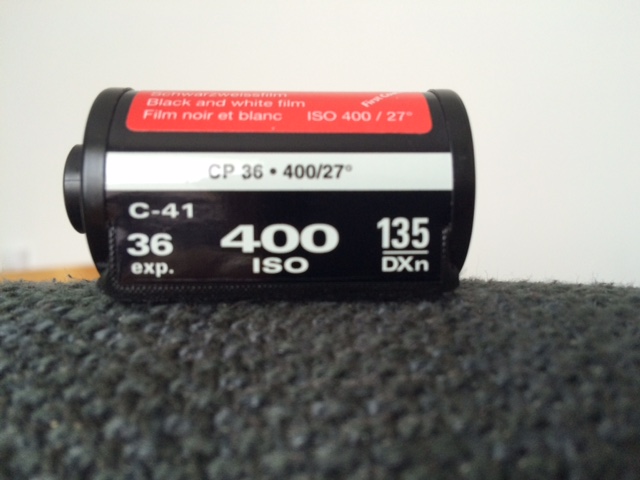 Schwarzweissfilm
Black and white film
Film noir et blanc ISO 400 / 27°
CP 36 • 400/27°
C-41
36 400 135
exp. ISO DXn